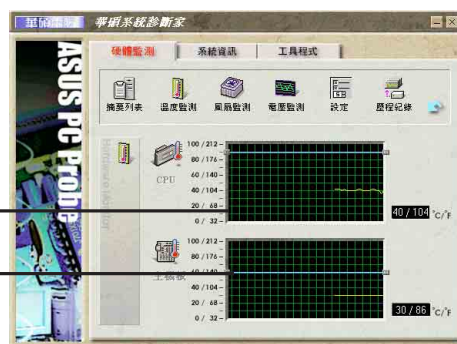 華碩系統診斷家
ASUS PC Probe
硬體監測
系統資訊
工具程式
摘要列表
溫度監測
風扇監測
電壓監測
設定
歷程紀錄
Hardware Monitor
CPU
100 / 212
80 / 176
60 / 140
40 / 104
20 / 68
0 / 32
40 / 104 °C/°F
主機板
100 / 212
80 / 176
60 / 140
40 / 104
20 / 68
0 / 32
30 / 86 °C/°F